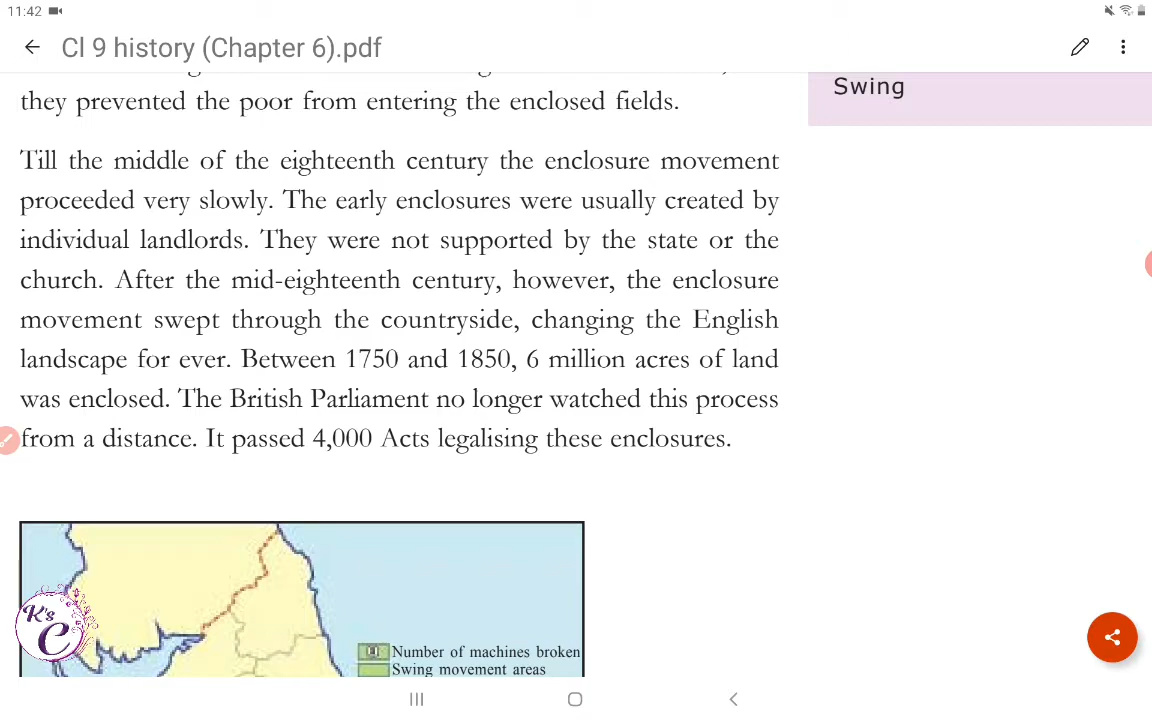 11:42
Cl 9 history (Chapter 6).pdf
Swing
they prevented the poor from entering the enclosed fields.
Till the middle of the eighteenth century the enclosure movement
proceeded very slowly. The early enclosures were usually created by
individual landlords. They were not supported by the state or the
church. After the mid-eighteenth century, however, the enclosure
movement swept through the countryside, changing the English
landscape for ever. Between 1750 and 1850, 6 million acres of land
was enclosed. The British Parliament no longer watched this process
from a distance. It passed 4,000 Acts legalising these enclosures.
K's
C
Number of machines broken
Swing movement areas